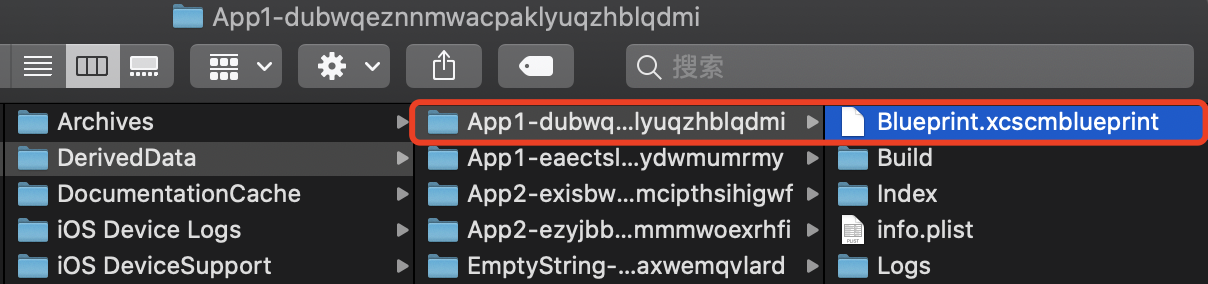 App1-dubwqeznnmwacpaklyuqzhblqdmi
搜索
Archives
DerivedData
DocumentationCache
iOS Device Logs
iOS DeviceSupport
App1-dubwq...lyuqzhblqdmi
App1-eaectsl...ydwmumrmy
App2-exisbw...mcipthsihigwf
App2-ezyjbb...mmmwoexrhfi
EmptyString-...axwemqvlard
Blueprint.xcscmblueprint
Build
Index
info.plist
Logs